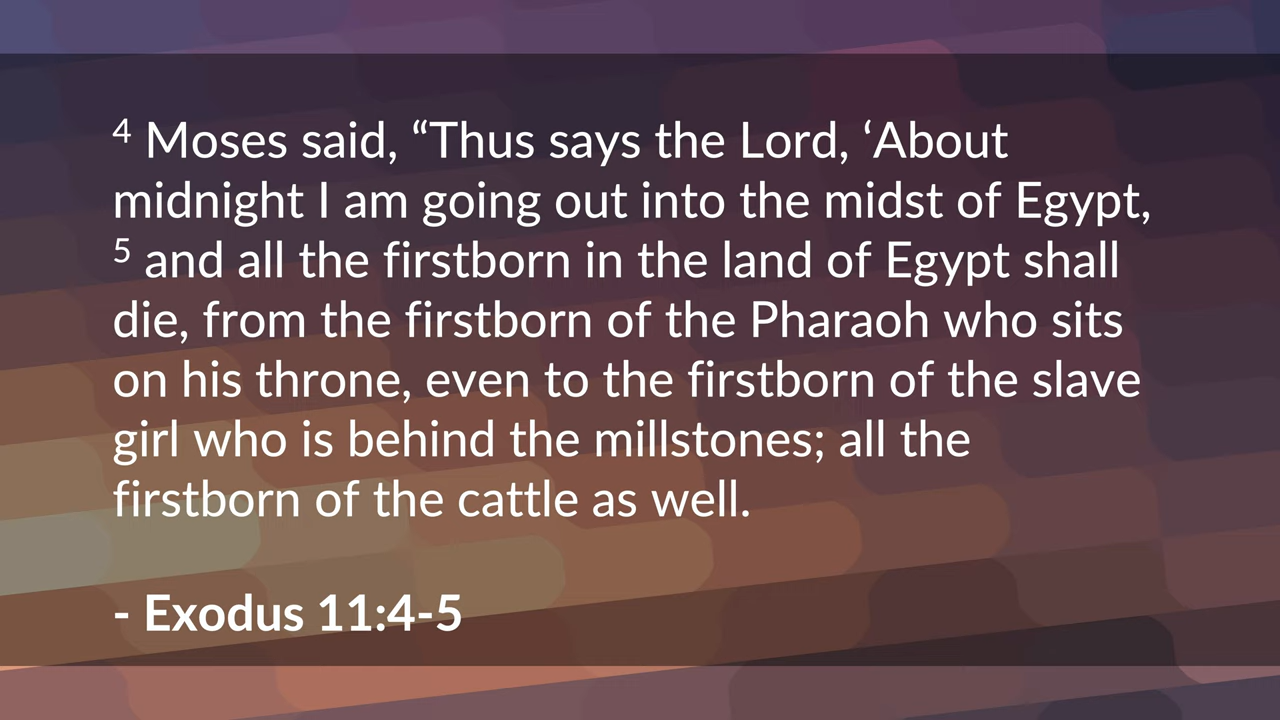 4 Moses said, “Thus says the Lord, ‘About
midnight I am going out into the midst of Egypt,
5 and all the firstborn in the land of Egypt shall
die, from the firstborn of the Pharaoh who sits
on his throne, even to the firstborn of the slave
girl who is behind the millstones; all the
firstborn of the cattle as well.
- Exodus 11:4-5